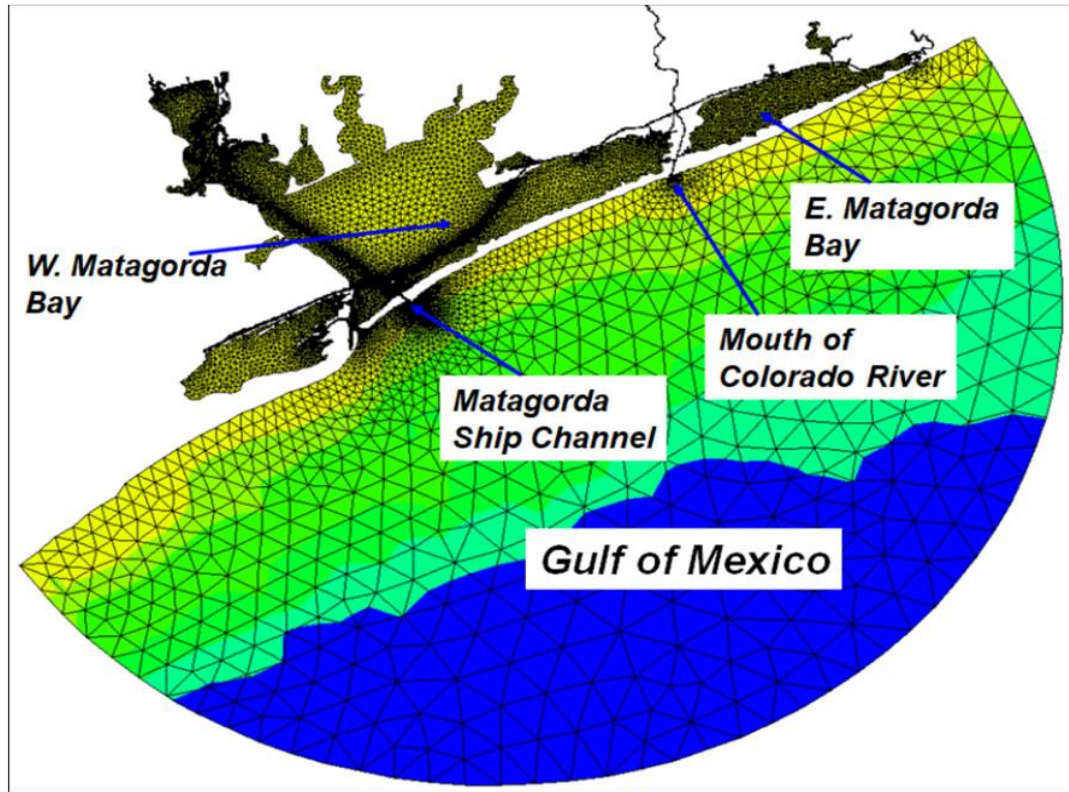 W. Matagorda
Bay
E. Matagorda
Bay
Mouth of
Colorado River
Matagorda
Ship Channel
Gulf of Mexico